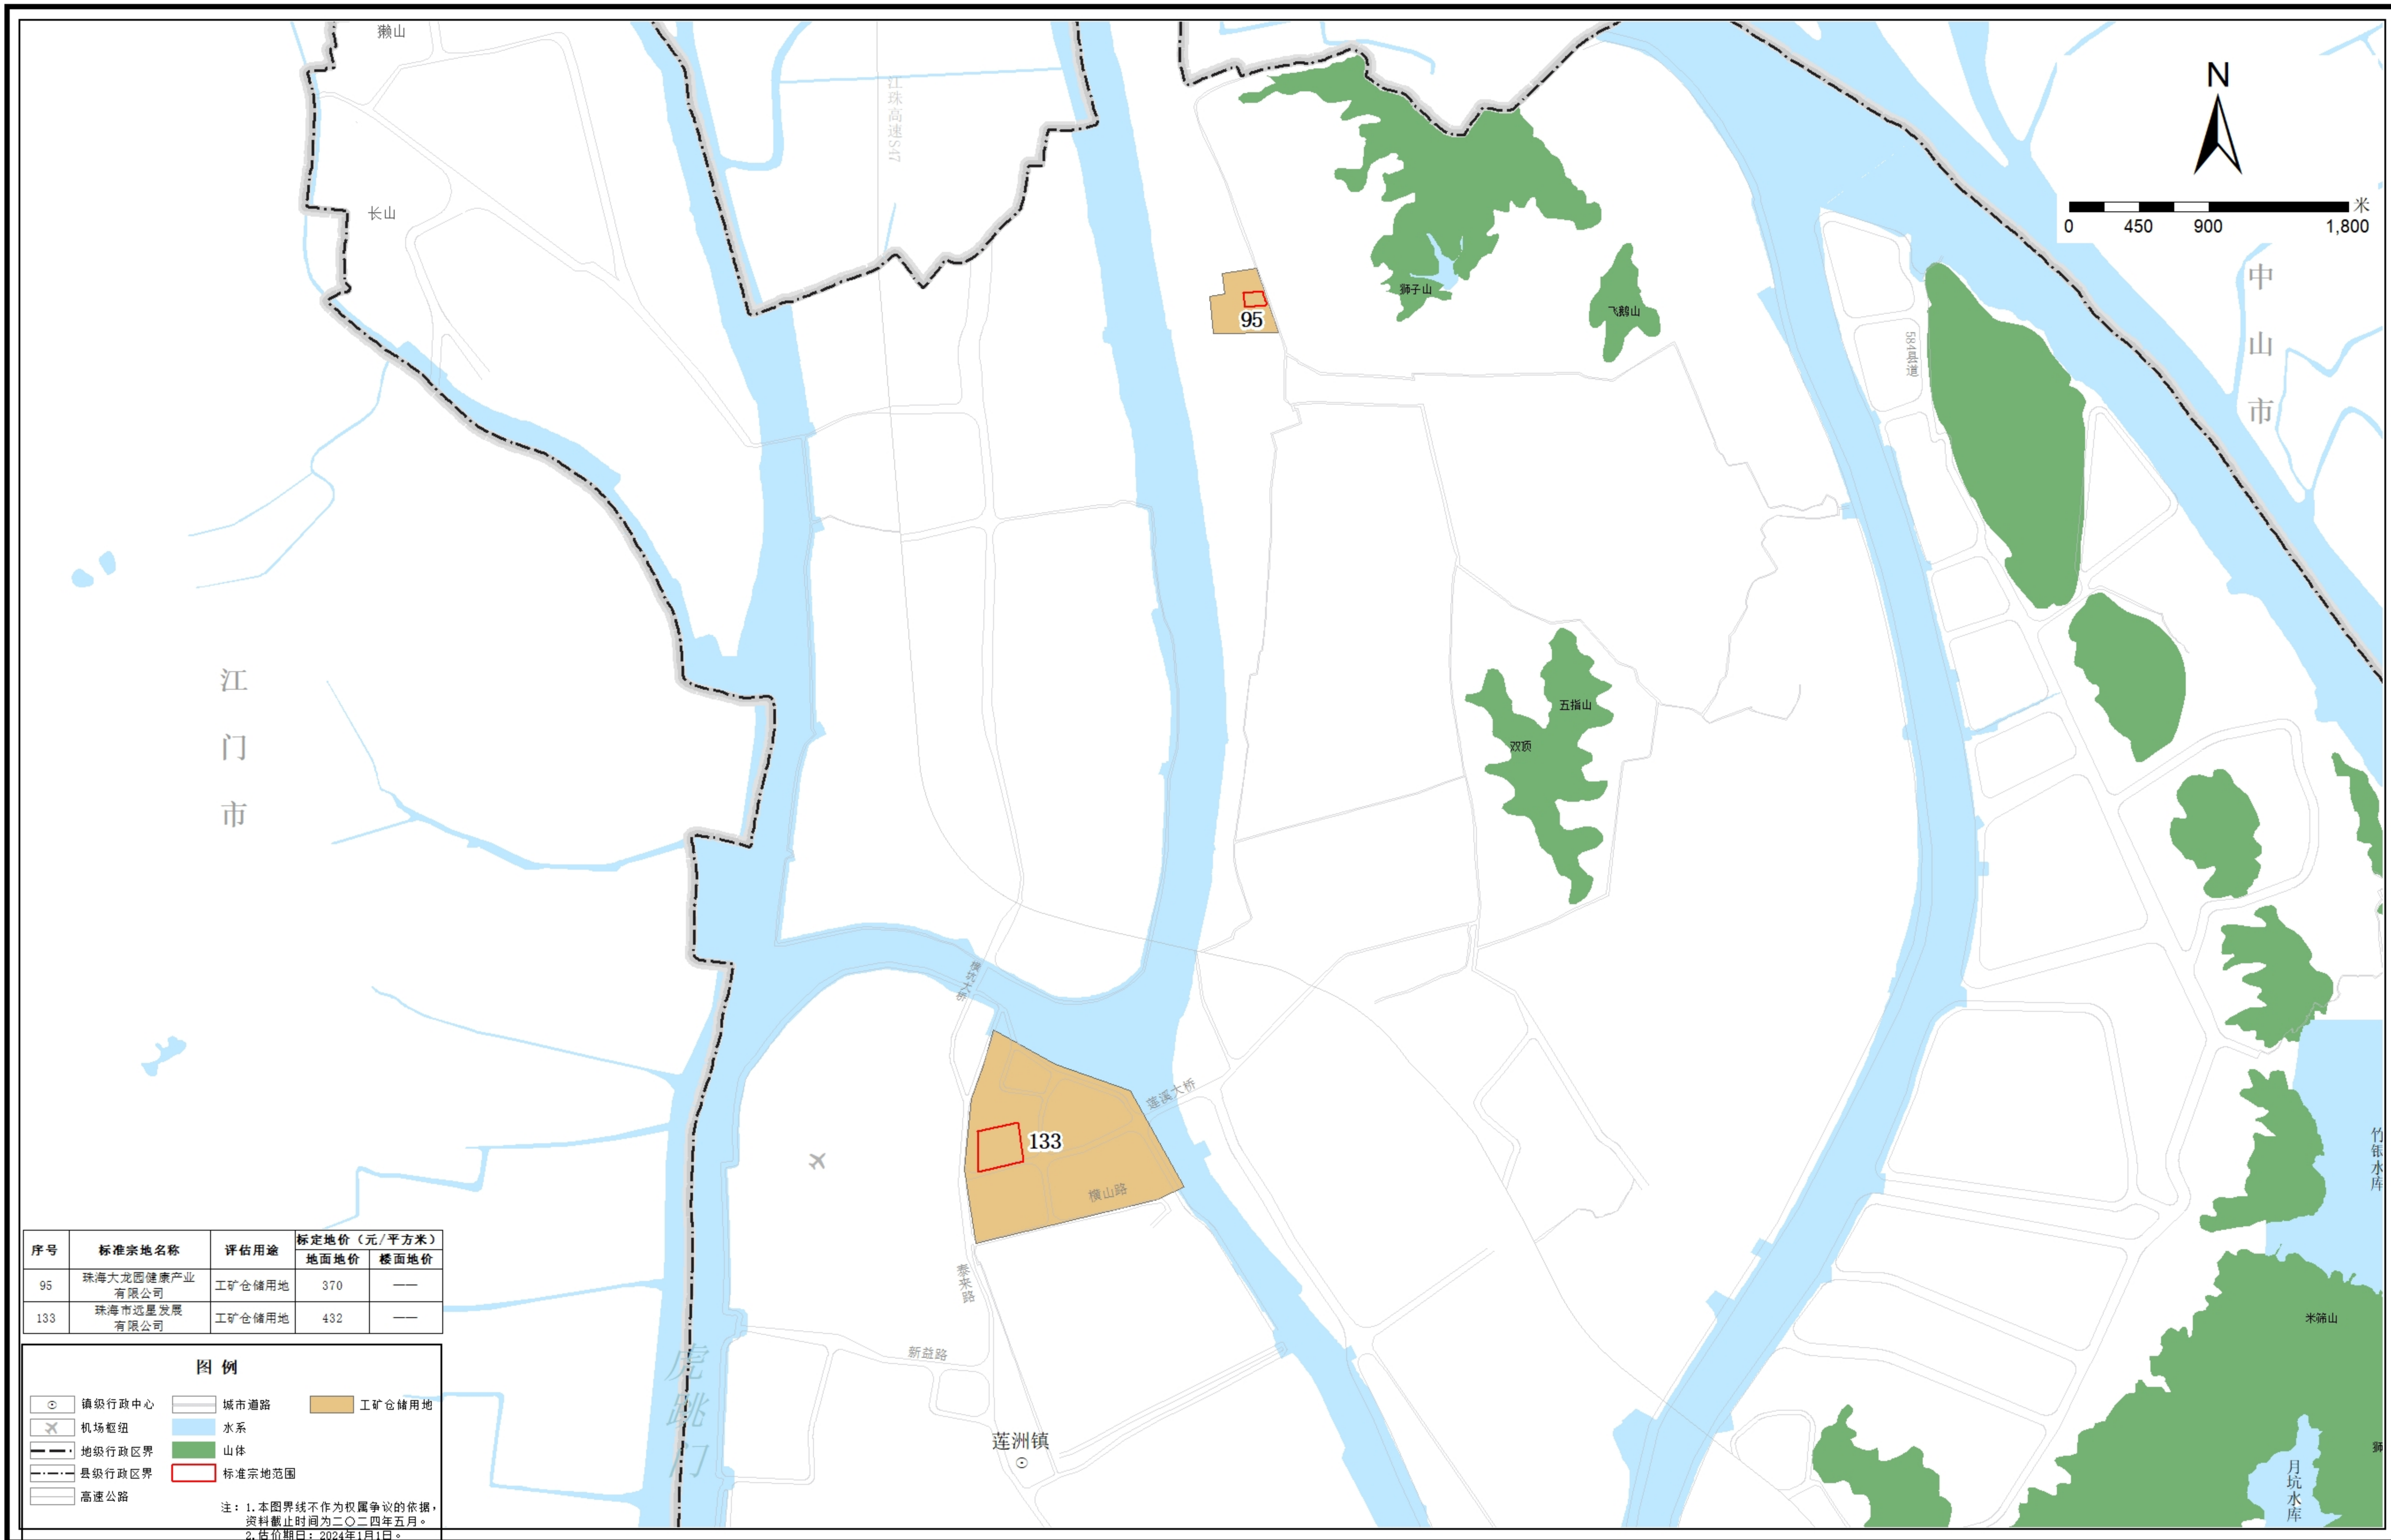 獭山
江珠高速S47
N
米
0 450 900 1,800
长山
中山市
狮子山
飞鹅山
95
584县道
江门市
五指山
双顶
横坑大桥
莲溪大桥
133
横山路
竹银水库
泰来路
米筛山
新益路
虎跳门
莲洲镇
狮
月坑水库
序号 标准宗地名称 评估用途 标定地价（元/平方米）
地面地价 楼面地价
95 珠海大龙园健康产业有限公司 工矿仓储用地 370 ——
133 珠海市远星发展有限公司 工矿仓储用地 432 ——
图 例
镇级行政中心 城市道路 工矿仓储用地
机场枢纽 水系
地级行政区界 山体
县级行政区界 标准宗地范围
高速公路
注：1.本图界线不作为权属争议的依据，
资料截止时间为二〇二四年五月。
2.估价期日：2024年1月1日。